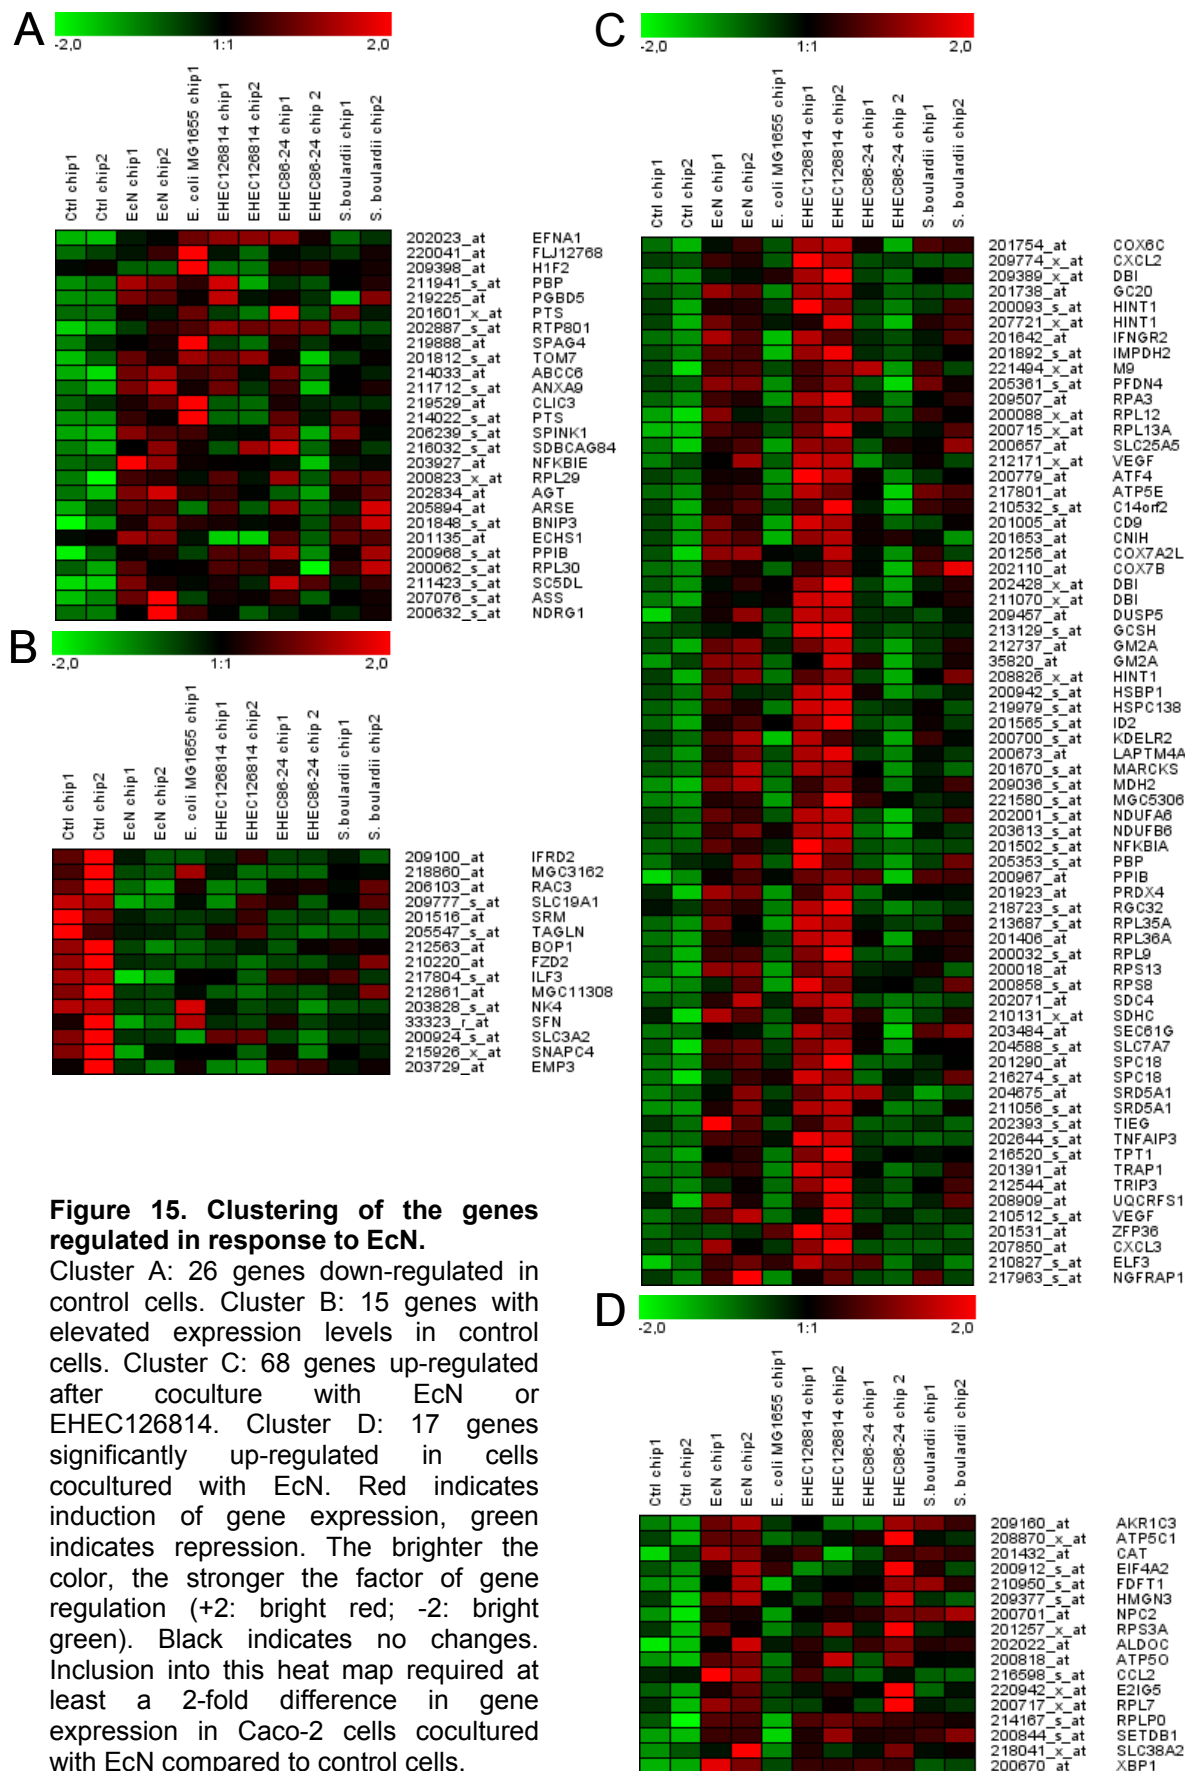 A
-2,0 1:1 2,0
Ctrl chip1
Ctrl chip2
EcN chip1
EcN chip2
E. coli MG1655 chip1
EHEC126814 chip1
EHEC126814 chip2
EHEC86-24 chip1
EHEC86-24 chip 2
S.boulardii chip1
S. boulardii chip2
202023_at EFNA1
220041_at FLJ12768
209398_at H1F2
211941_s_at PBP
219225_at PGBD5
201601_x_at PTS
202887_s_at RTP801
219888_at SPAG4
201812_s_at TOM7
214033_at ABCC6
211712_s_at ANXA9
219529_at CLIC3
214022_s_at PTS
206239_s_at SPINK1
216032_s_at SDBCAG84
203927_at NFKBIE
200823_x_at RPL29
202834_at AGT
205894_at ARSE
201848_s_at BNIP3
201135_at ECHS1
200968_s_at PPIB
200062_s_at RPL30
211423_s_at SC5DL
207076_at ASS
200632_s_at NDRG1
B
-2,0 1:1 2,0
Ctrl chip1
Ctrl chip2
EcN chip1
EcN chip2
E. coli MG1655 chip1
EHEC126814 chip1
EHEC126814 chip2
EHEC86-24 chip1
EHEC86-24 chip 2
S.boulardii chip1
S. boulardii chip2
209100_at IFRD2
218860_at MGC3162
206103_at RAC3
209777_s_at SLC19A1
201516_at SRM
205547_s_at TAGLN
212563_at BOP1
210220_at FZD2
217804_s_at ILF3
212861_at MGC11308
203828_s_at NK4
33323_r_at SFN
200924_s_at SLC3A2
215926_x_at SNAPC4
203729_at EMP3
Figure 15. Clustering of the genes
regulated in response to EcN.
Cluster A: 26 genes down-regulated in
control cells. Cluster B: 15 genes with
elevated expression levels in control
cells. Cluster C: 68 genes up-regulated
after coculture with EcN or
EHEC126814. Cluster D: 17 genes
significantly up-regulated in cells
cocultured with EcN. Red indicates
induction of gene expression, green
indicates repression. The brighter the
color, the stronger the factor of gene
regulation (+2: bright red; -2: bright
green). Black indicates no changes.
Inclusion into this heat map required at
least a 2-fold difference in gene
expression in Caco-2 cells cocultured
with EcN compared to control cells.
C
-2,0 1:1 2,0
Ctrl chip1
Ctrl chip2
EcN chip1
EcN chip2
E. coli MG1655 chip1
EHEC126814 chip1
EHEC126814 chip2
EHEC86-24 chip1
EHEC86-24 chip 2
S.boulardii chip1
S. boulardii chip2
201754_at COX6C
209774_x_at CXCL2
209389_x_at DBI
201738_at GC20
200093_s_at HINT1
207721_x_at HINT1
201642_at IFNGR2
201892_s_at IMPDH2
221494_x_at M9
205361_s_at PFDN4
209507_at RPA3
200088_x_at RPL12
200715_x_at RPL13A
200657_at SLC25A5
212171_x_at VEGF
200779_at ATF4
217801_at ATP5E
210532_s_at C14orf2
201005_at CD9
201653_at CNIH
201256_at COX7A2L
202110_at COX7B
202428_x_at DBI
211070_x_at DBI
209457_at DUSP5
213129_s_at GCSH
212737_at GM2A
35820_at GM2A
208826_x_at HINT1
200942_s_at HSBP1
219979_s_at HSPC138
201565_s_at ID2
200700_s_at KDELR2
200673_at LAPTM4A
201670_s_at MARCKS
209036_s_at MDH2
221580_s_at MGC5306
202001_s_at NDUFA6
203613_s_at NDUFB6
201502_s_at NFKBIA
205353_s_at PBP
200967_at PPIB
201923_at PRDX4
218723_s_at RGC32
213687_s_at RPL35A
201406_at RPL36A
200032_s_at RPL9
200018_at RPS13
200858_s_at RPS8
202071_at SDC4
210131_x_at SDHC
203484_at SEC61G
204588_s_at SLC7A7
201290_at SPC18
216274_s_at SPC18
204675_at SRD5A1
211056_s_at SRD5A1
202393_s_at TIEG
202644_s_at TNFAIP3
216520_s_at TPT1
201391_at TRAP1
212544_at TRIP3
208909_at UQCRFS1
210512_s_at VEGF
201531_at ZFP36
207850_at CXCL3
210827_s_at ELF3
217963_s_at NGFRAP1
D
-2,0 1:1 2,0
Ctrl chip1
Ctrl chip2
EcN chip1
EcN chip2
E. coli MG1655 chip1
EHEC126814 chip1
EHEC126814 chip2
EHEC86-24 chip1
EHEC86-24 chip 2
S.boulardii chip1
S. boulardii chip2
209160_at AKR1C3
208870_x_at ATP5C1
201432_at CAT
200912_s_at EIF4A2
210950_s_at FDFT1
209377_s_at HMGN3
200701_at NPC2
201257_x_at RPS3A
202022_at ALDOC
200818_at ATP5O
216598_s_at CCL2
220942_x_at E2IG5
200717_x_at RPL7
214167_s_at RPLP0
200844_s_at SETDB1
218041_x_at SLC38A2
200670_at XBP1